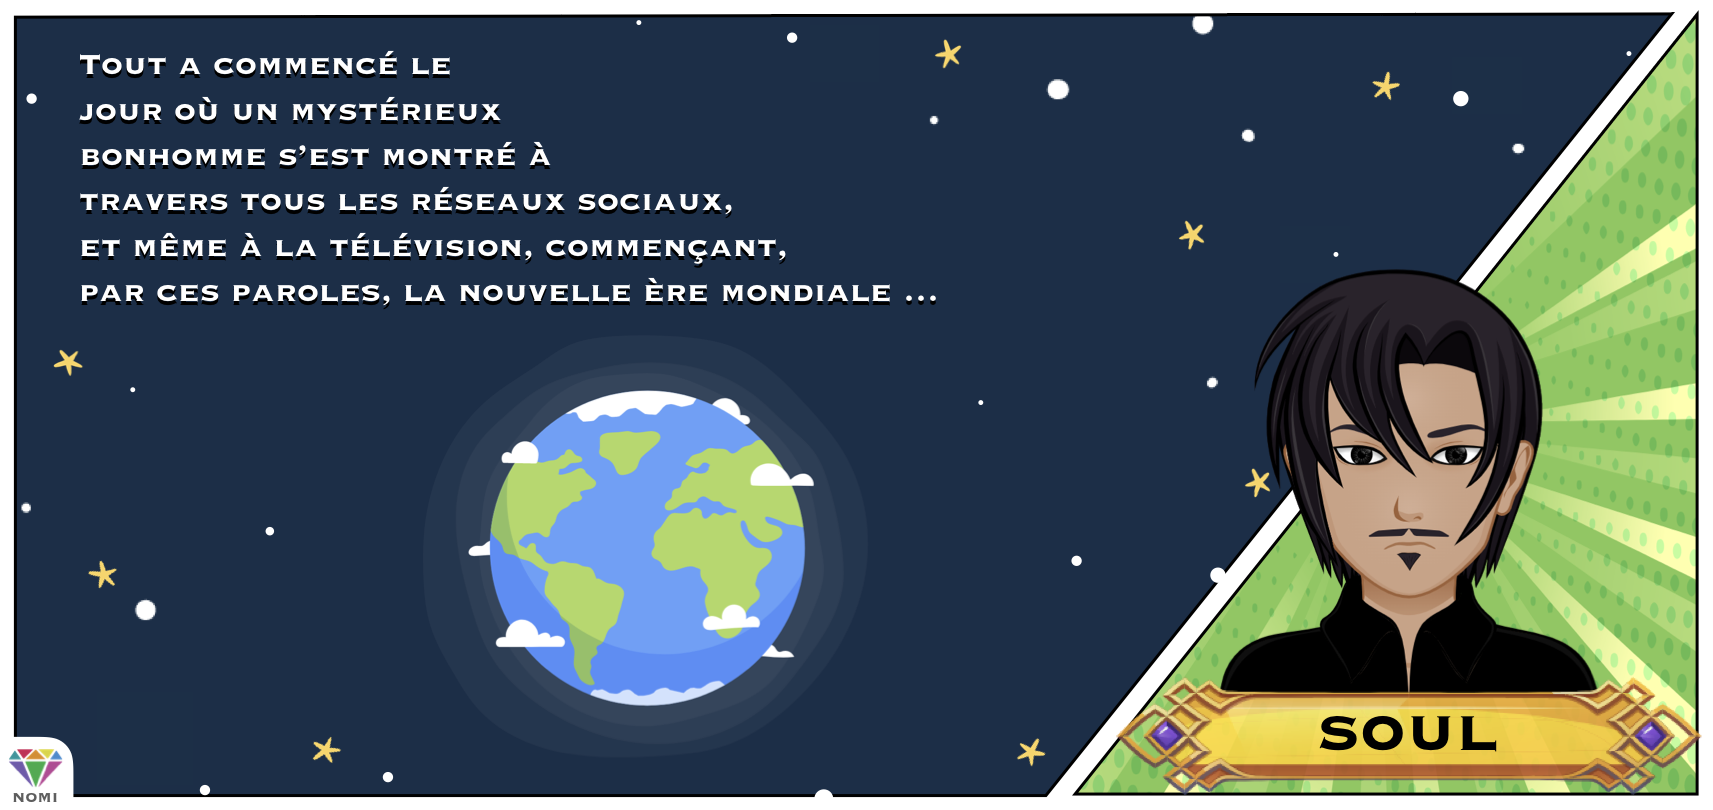 Tout a commencé le
jour où un mystérieux
bonhomme s’est montré à
travers tous les réseaux sociaux,
et même à la télévision, commençant,
par ces paroles, la nouvelle ère mondiale ...
SOUL
NOMI